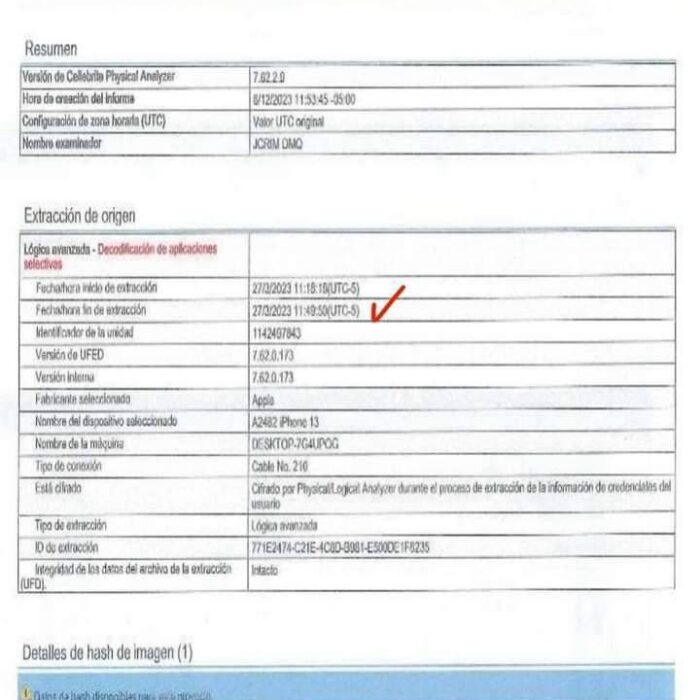 Resumen
Versión de Cellebrite Physical Analyzer 7.62.2.0
Hora de creación del informe 6/12/2023 11:53:45 -05:00
Configuración de zona horaria (UTC) Valor UTC original
Nombre examinador JCRIM DMQ
Extracción de origen
Lógica avanzada - Decodificación de aplicaciones
selectivas
Fecha/hora inicio de extracción 27/3/2023 11:18:18(UTC-5)
Fecha/hora fin de extracción 27/3/2023 11:49:50(UTC-5)
Identificador de la unidad 1142497843
Versión de UFED 7.62.0.173
Versión Interna 7.62.0.173
Fabricante seleccionado Apple
Nombre del dispositivo seleccionado A2482 iPhone 13
Nombre de la máquina DESKTOP-7G4UPOG
Tipo de conexión Cable No. 210
Está cifrado Cifrado por Physical/Logical Analyzer durante el proceso de extracción de la información de credenciales del
usuario
Tipo de extracción Lógica avanzada
ID de extracción
Integridad de los datos del archivo de la extracción Intacto
(UFD).
Detalles de hash de imagen (1)
Datos de hash disponibles para este proyecto.